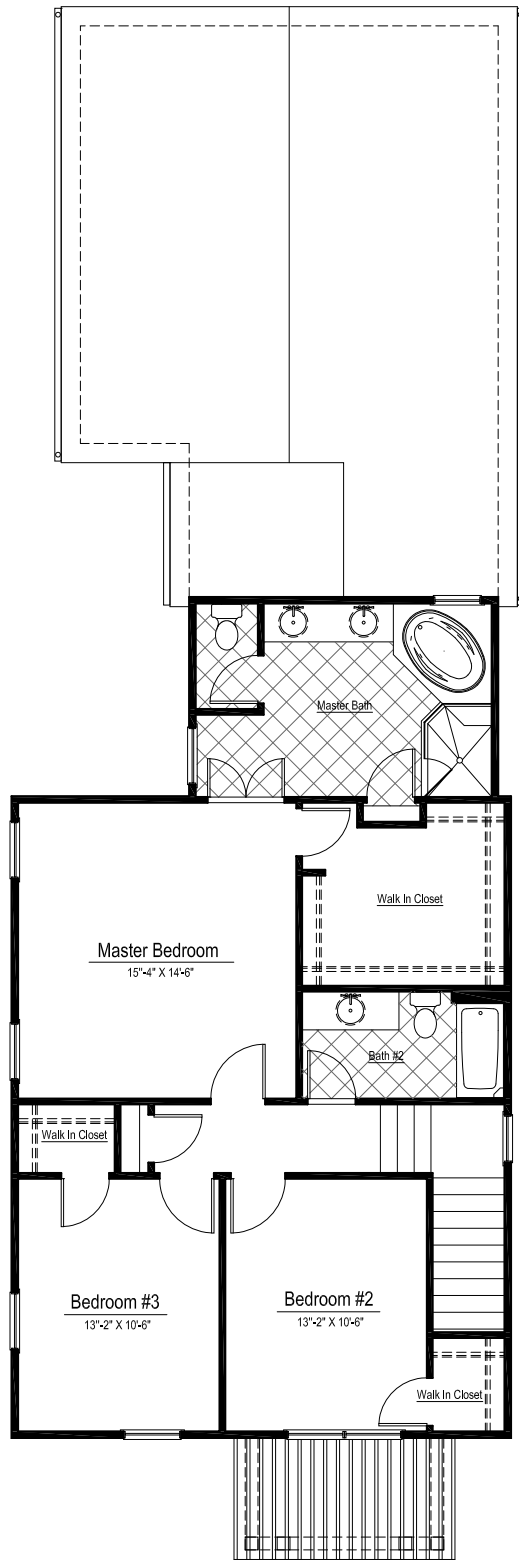 Master Bath
Walk In Closet
Master Bedroom
15"-4" X 14'-6"
Bath #2
Walk In Closet
Bedroom #3
13"-2" X 10'-6"
Bedroom #2
13"-2" X 10'-6"
Walk In Closet